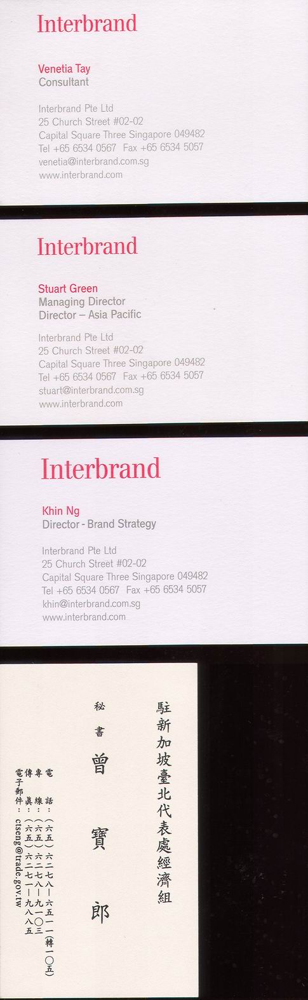 Interbrand
Venetia Tay
Consultant
Interbrand Pte Ltd
25 Church Street #02-02
Capital Square Three Singapore 049482
Tel +65 6534 0567 Fax +65 6534 5057
venetia@interbrand.com.sg
www.interbrand.com
Interbrand
Stuart Green
Managing Director
Director – Asia Pacific
Interbrand Pte Ltd
25 Church Street #02-02
Capital Square Three Singapore 049482
Tel +65 6534 0567 Fax +65 6534 5057
stuart@interbrand.com.sg
www.interbrand.com
Interbrand
Khin Ng
Director - Brand Strategy
Interbrand Pte Ltd
25 Church Street #02-02
Capital Square Three Singapore 049482
Tel +65 6534 0567 Fax +65 6534 5057
khin@interbrand.com.sg
www.interbrand.com
駐新加坡臺北代表處經濟組
秘書 曾寶郎
電話：(六五)六二七八—六五一一(轉一〇五)
專線：(六五)六二七八—九一〇三
傳眞：(六五)六二七一—九八八五
電子郵件：ctseng@trade.gov.tw